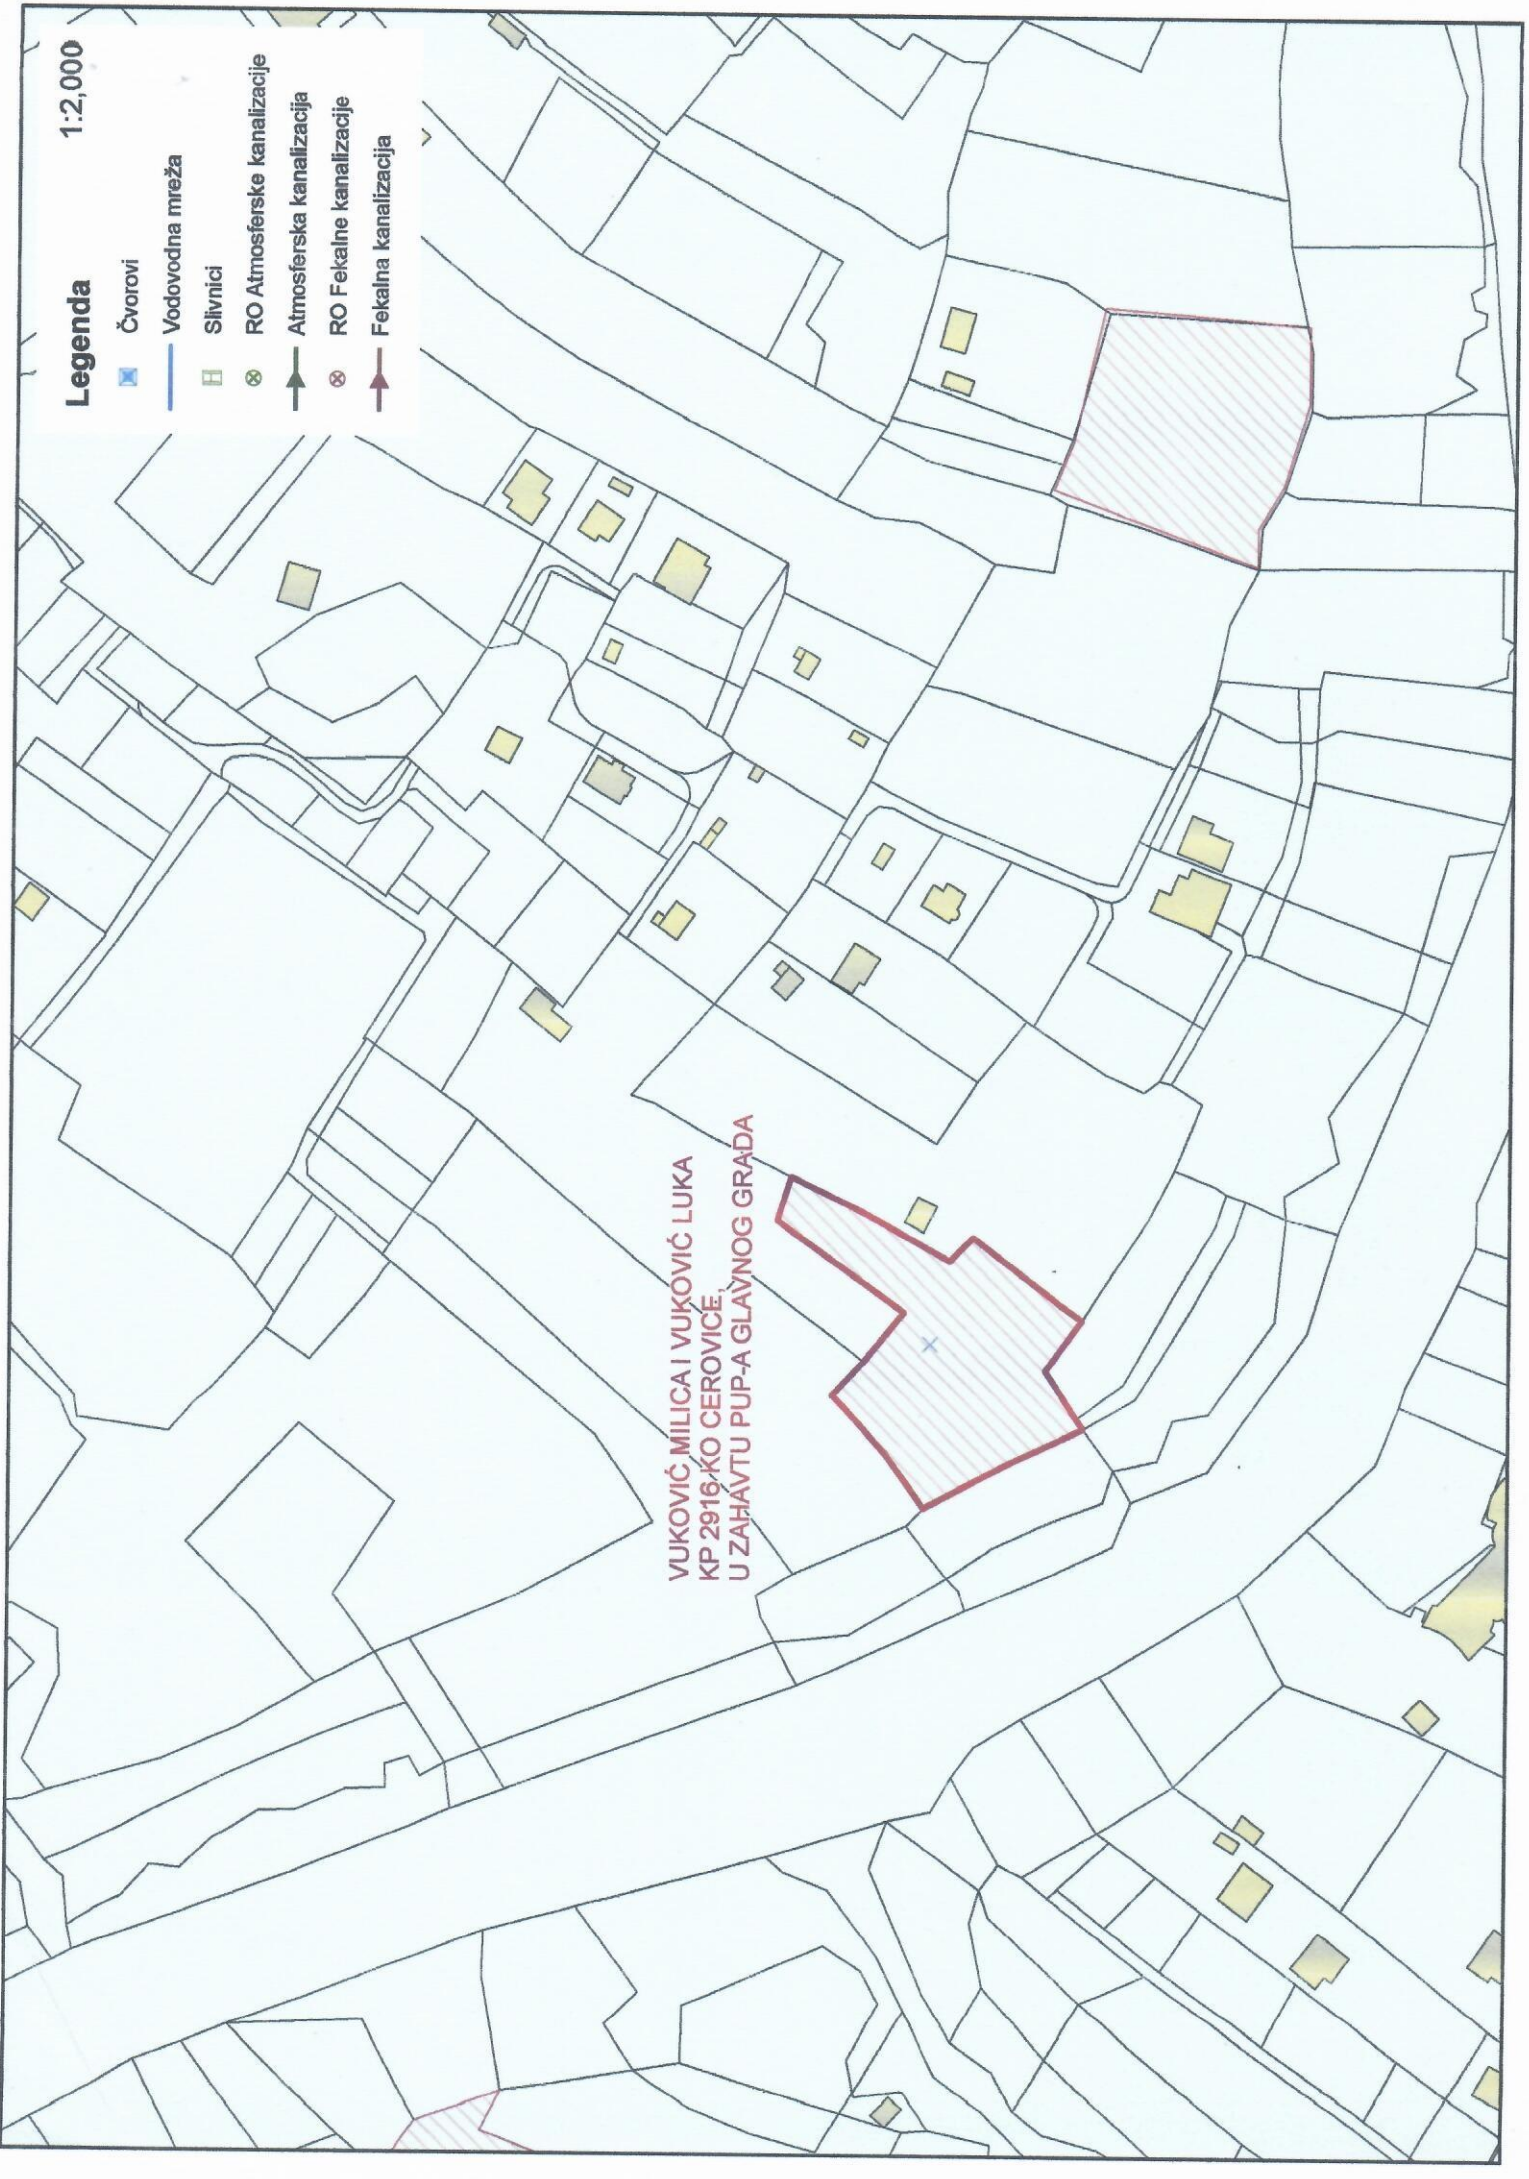 Legenda
1:2,000
Čvorovi
Vodovodna mreža
Slivnici
RO Atmosferske kanalizacije
Atmosferska kanalizacija
RO Fekalne kanalizacije
Fekalna kanalizacija
VUKOVIĆ MILICA I VUKOVIĆ LUKA
KP 2916 KO CEROVICE,
U ZAHAVTU PUP-A GLAVNOG GRADA